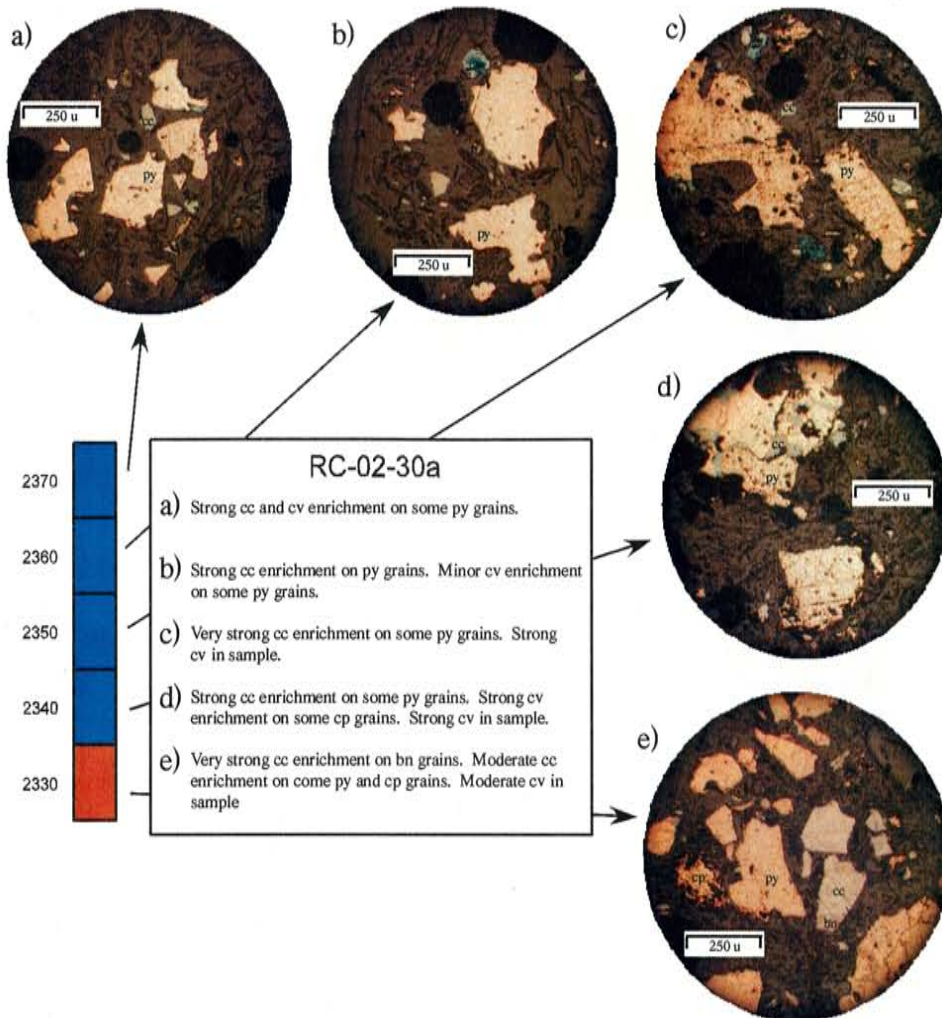 a)
250 u
cc
py
b)
250 u
py
c)
cc
250 u
py
d)
cc
py
250 u
2370
2360
2350
2340
2330
RC-02-30a
a) Strong cc and cv enrichment on some py grains.
b) Strong cc enrichment on py grains. Minor cv enrichment
on some py grains.
c) Very strong cc enrichment on some py grains. Strong
cv in sample.
d) Strong cc enrichment on some py grains. Strong cv
enrichment on some cp grains. Strong cv in sample.
e) Very strong cc enrichment on bn grains. Moderate cc
enrichment on come py and cp grains. Moderate cv in
sample
e)
cp
py
cc
bn
250 u